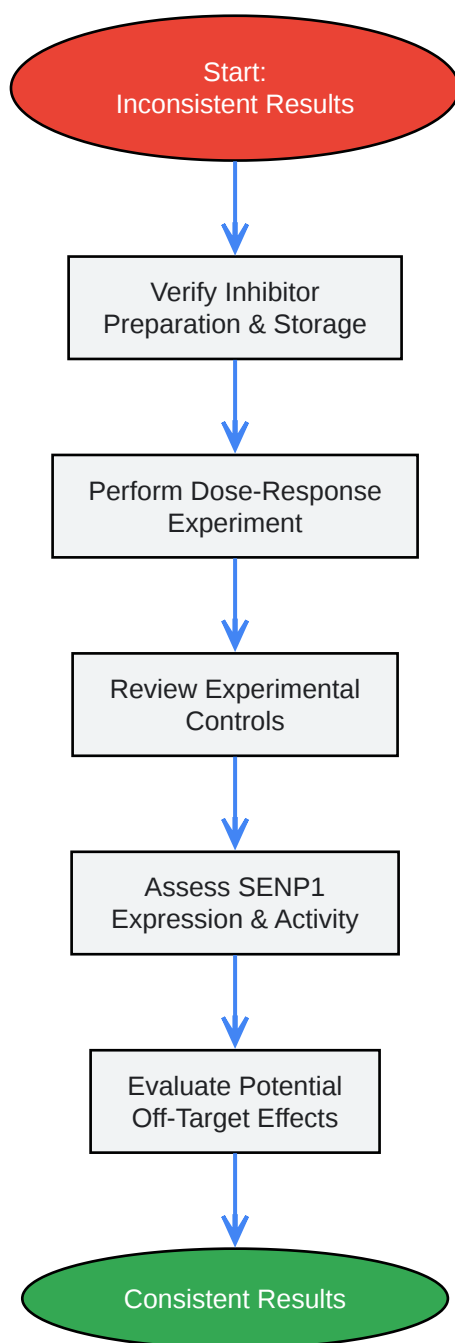 Start:
Inconsistent Results
Verify Inhibitor
Preparation & Storage
Perform Dose-Response
Experiment
Review Experimental
Controls
Assess SENP1
Expression & Activity
Evaluate Potential
Off-Target Effects
Consistent Results